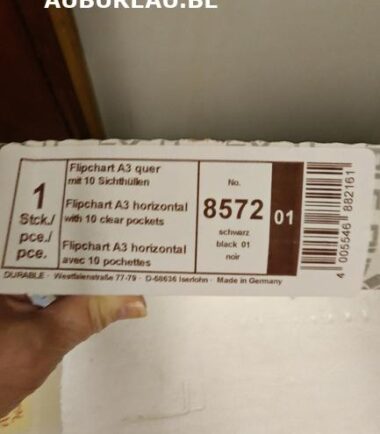 AUBUREAU.BE
1
Stck./
pce./
pce.
Flipchart A3 quer
mit 10 Sichthüllen
Flipchart A3 horizontal
with 10 clear pockets
Flipchart A3 horizontal
avec 10 pochettes
No.
8572
schwarz
black 01
noir
01
4 005546 882161
DURABLE · Westfalenstraße 77-79 · D-58636 Iserlohn · Made in Germany